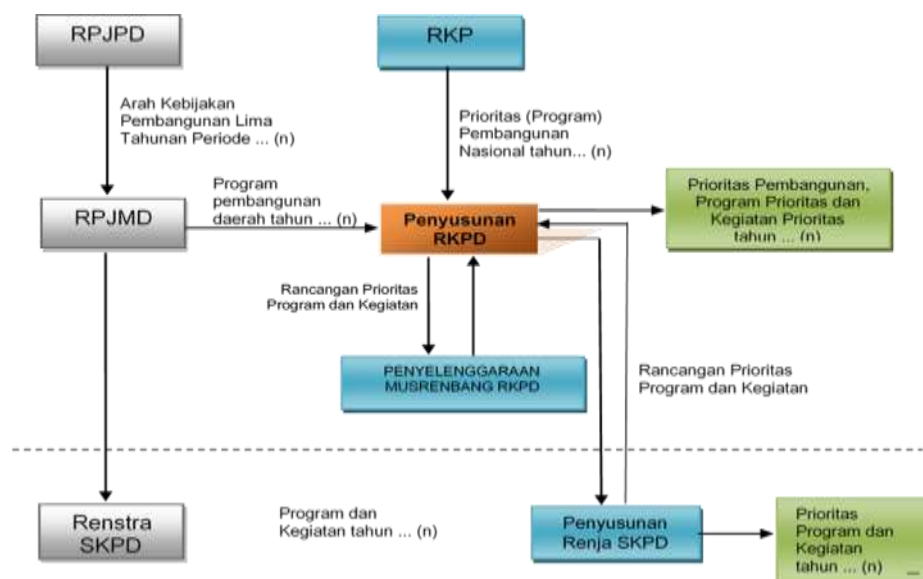 RPJPD
RKP
Arah Kebijakan
Pembangunan Lima
Tahunan Periode ... (n)
Prioritas (Program)
Pembangunan
Nasional tahun... (n)
RPJMD
Program
pembangunan
daerah tahun ... (n)
Penyusunan
RKPD
Prioritas Pembangunan,
Program Prioritas dan
Kegiatan Prioritas
tahun ... (n)
Rancangan Prioritas
Program dan Kegiatan
PENYELENGGARAAN
MUSRENBANG RKPD
Rancangan Prioritas
Program dan Kegiatan
Renstra
SKPD
Program dan
Kegiatan tahun ... (n)
Penyusunan
Renja SKPD
Prioritas
Program dan
Kegiatan
tahun ... (n)